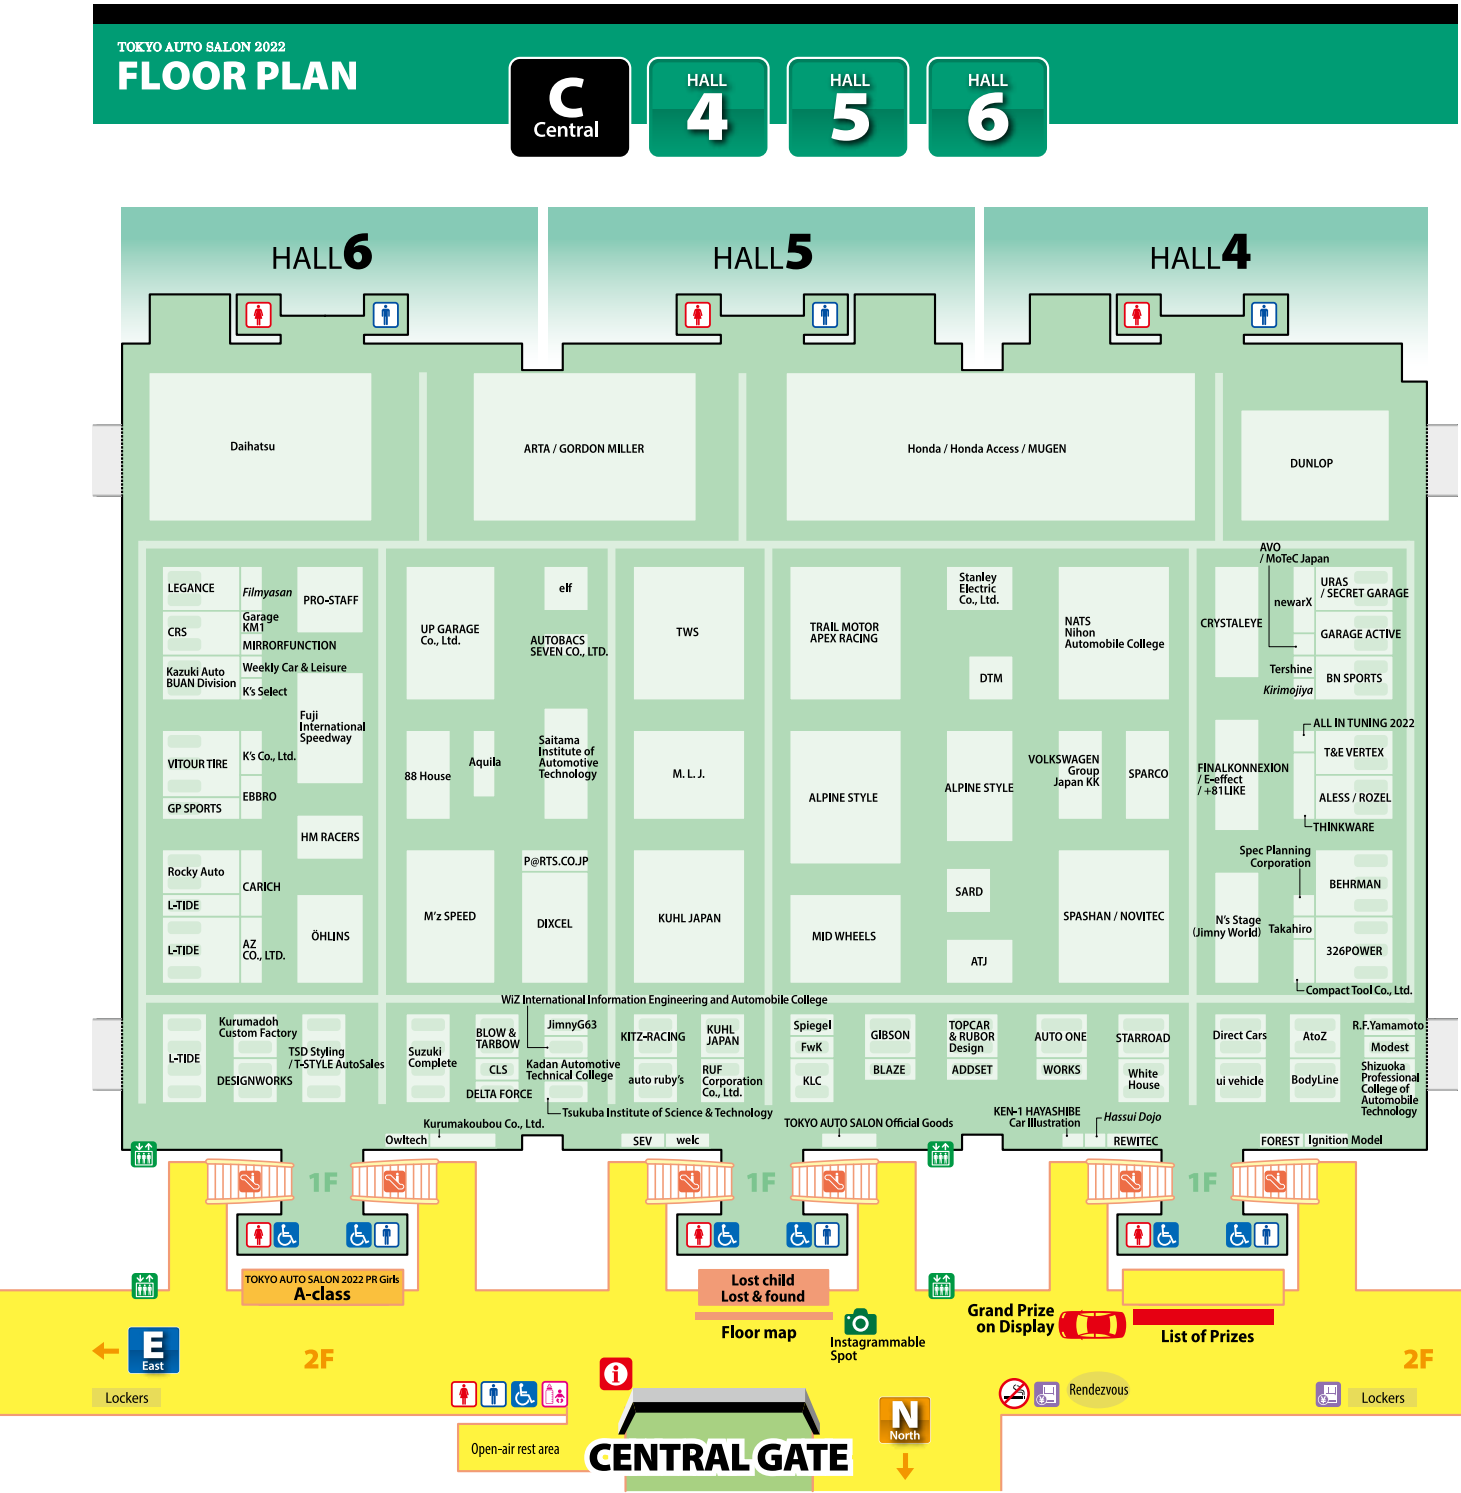 TOKYO AUTO SALON 2022
FLOOR PLAN
C
Central
HALL
4
HALL
5
HALL
6
HALL6
HALL5
HALL4
Daihatsu
ARTA / GORDON MILLER
Honda / Honda Access / MUGEN
DUNLOP
LEGANCE
Filmyasan
PRO-STAFF
CRS
Garage
KM1
MIRRORFUNCTION
Kazuki Auto
BUAN Division
Weekly Car & Leisure
K's Select
Fuji
International
Speedway
VITOUR TIRE
K's Co., Ltd.
GP SPORTS
EBBRO
HM RACERS
Rocky Auto
CARICH
L-TIDE
L-TIDE
AZ
CO., LTD.
ÖHLINS
UP GARAGE
Co., Ltd.
elf
AUTOBACS
SEVEN CO., LTD.
88 House
Aquila
Saitama
Institute of
Automotive
Technology
M'z SPEED
P@RTS.CO.JP
DIXCEL
TWS
M. L. J.
KUHL JAPAN
TRAIL MOTOR
APEX RACING
Stanley
Electric
Co., Ltd.
DTM
NATS
Nihon
Automobile College
ALPINE STYLE
ALPINE STYLE
VOLKSWAGEN
Group
Japan KK
SPARCO
MID WHEELS
SARD
ATJ
SPASHAN / NOVITEC
CRYSTALEYE
AVO
/ MoTeC Japan
newarX
URAS
/ SECRET GARAGE
GARAGE ACTIVE
Tershine
Kirimojiya
BN SPORTS
ALL IN TUNING 2022
FINALKONNEXION
/ E-effect
/ +81LIKE
T&E VERTEX
ALESS / ROZEL
THINKWARE
Spec Planning
Corporation
BEHRMAN
N's Stage
(Jimny World)
Takahiro
326POWER
Compact Tool Co., Ltd.
WiZ International Information Engineering and Automobile College
L-TIDE
Kurumadoh
Custom Factory
DESIGNWORKS
TSD Styling
/ T-STYLE AutoSales
Suzuki
Complete
BLOW &
TARBOW
CLS
DELTA FORCE
JimnyG63
Kadan Automotive
Technical College
Tsukuba Institute of Science & Technology
KITZ-RACING
auto ruby's
KUHL
JAPAN
RUF
Corporation
Co., Ltd.
Spiegel
FwK
KLC
GIBSON
BLAZE
TOPCAR
& RUBOR
Design
ADDSET
AUTO ONE
WORKS
STARROAD
White
House
Direct Cars
ui vehicle
AtoZ
BodyLine
R.F.Yamamoto
Modest
Shizuoka
Professional
College of
Automobile
Technology
Kurumakoubou Co., Ltd.
Owltech
SEV
welc
TOKYO AUTO SALON Official Goods
KEN-1 HAYASHIBE
Car Illustration
Hassui Dojo
REWITEC
FOREST
Ignition Model
1F
1F
1F
TOKYO AUTO SALON 2022 PR Girls
A-class
Lost child
Lost & found
Floor map
Instagrammable
Spot
Grand Prize
on Display
List of Prizes
E
East
2F
2F
Lockers
Rendezvous
Lockers
N
North
Open-air rest area
CENTRAL GATE